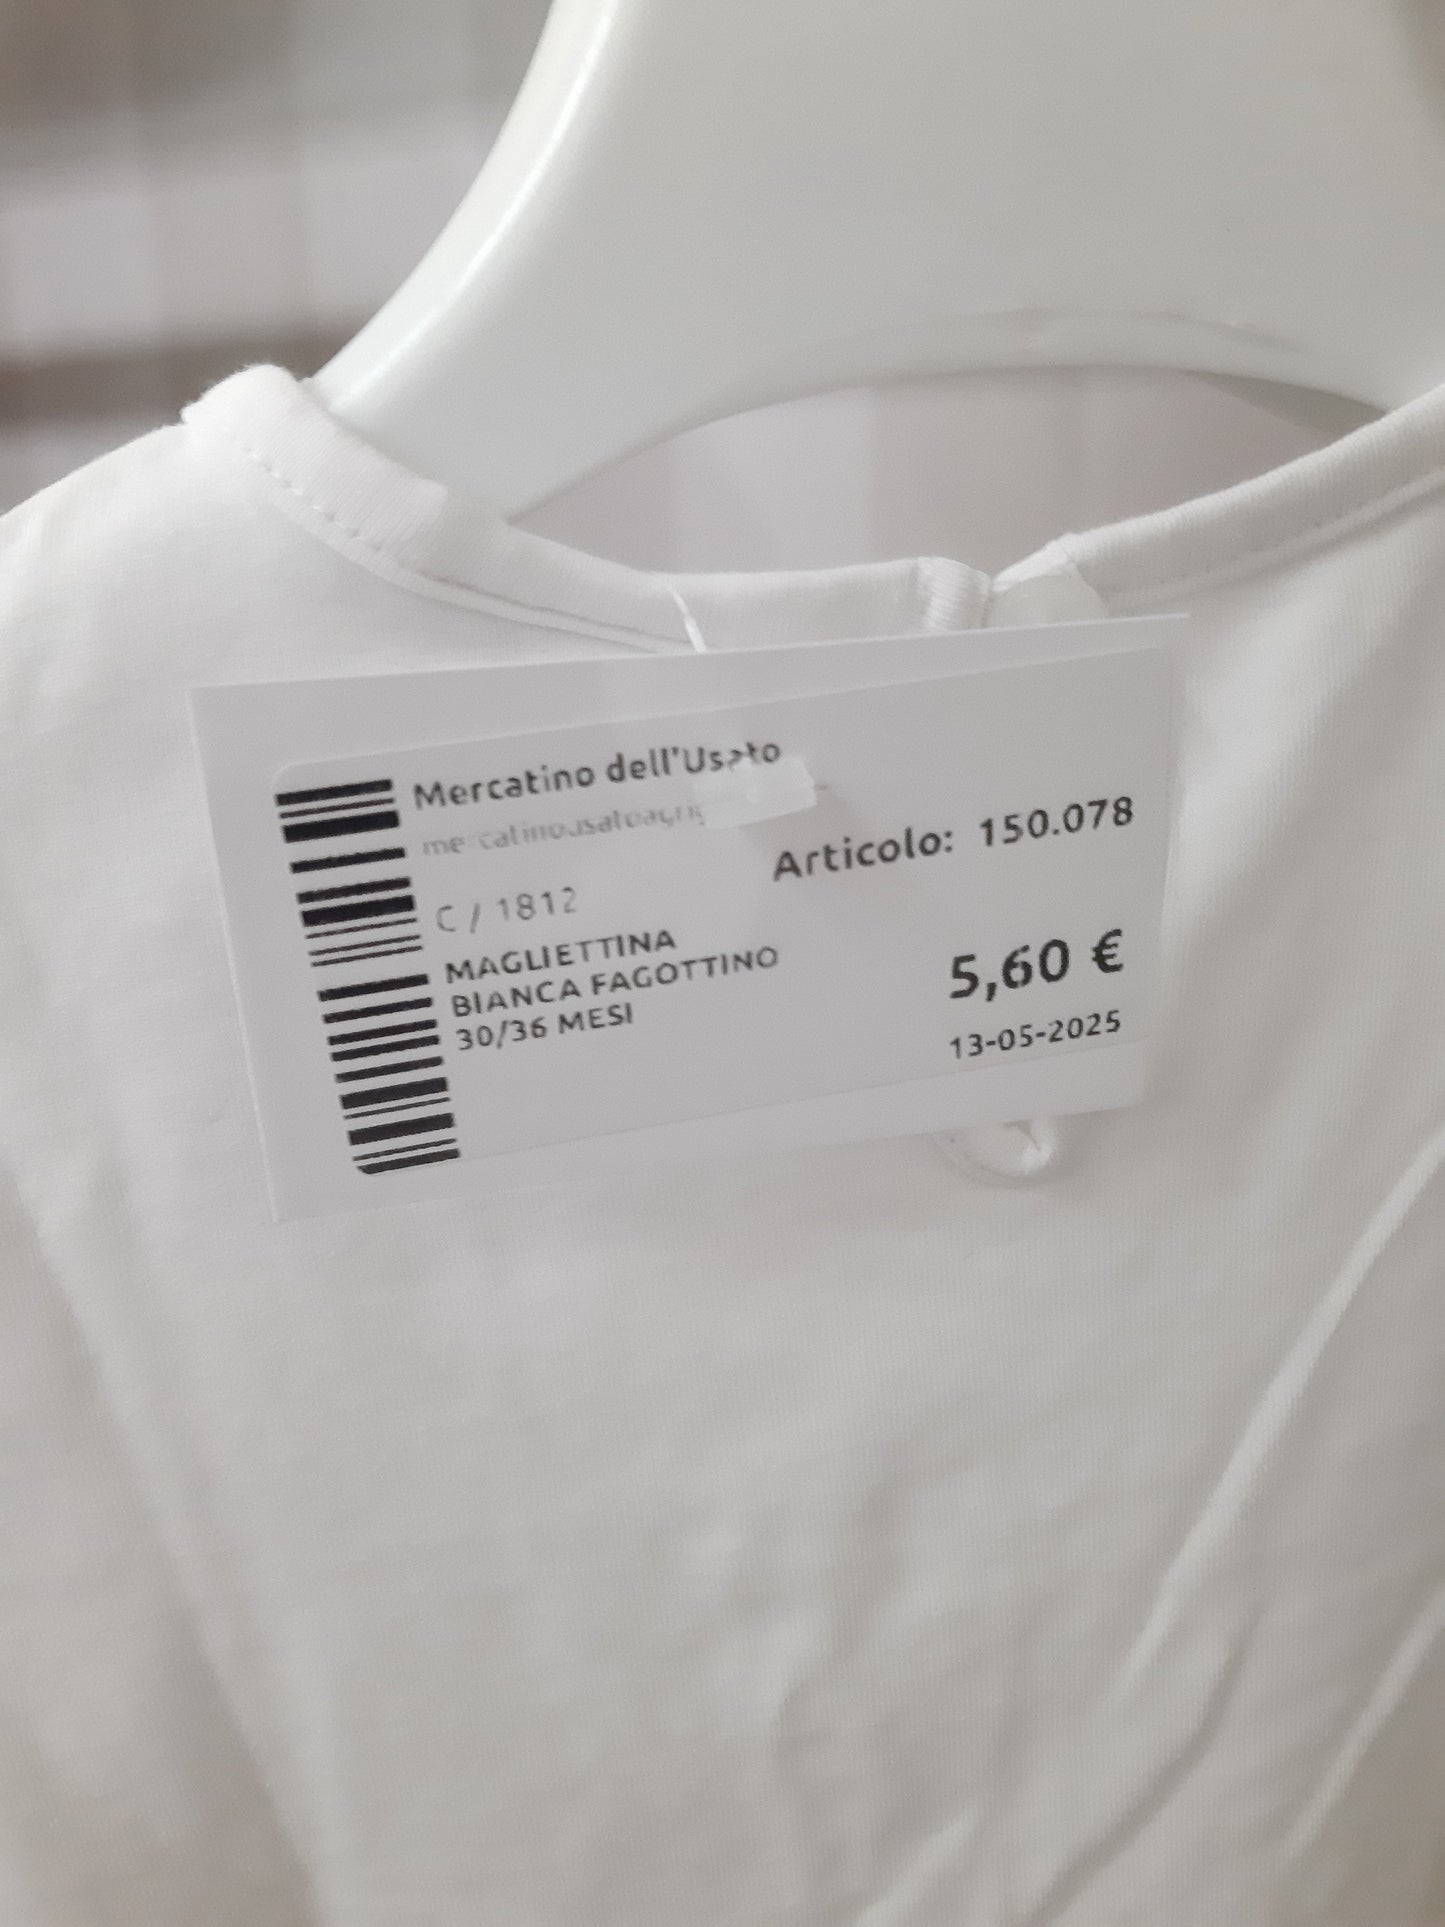 Mercatino dell'Usato
Articolo: 150.078
C / 1812
MAGLIETTINA
BIANCA FAGOTTINO
30/36 MESI
5,60 €
13-05-2025